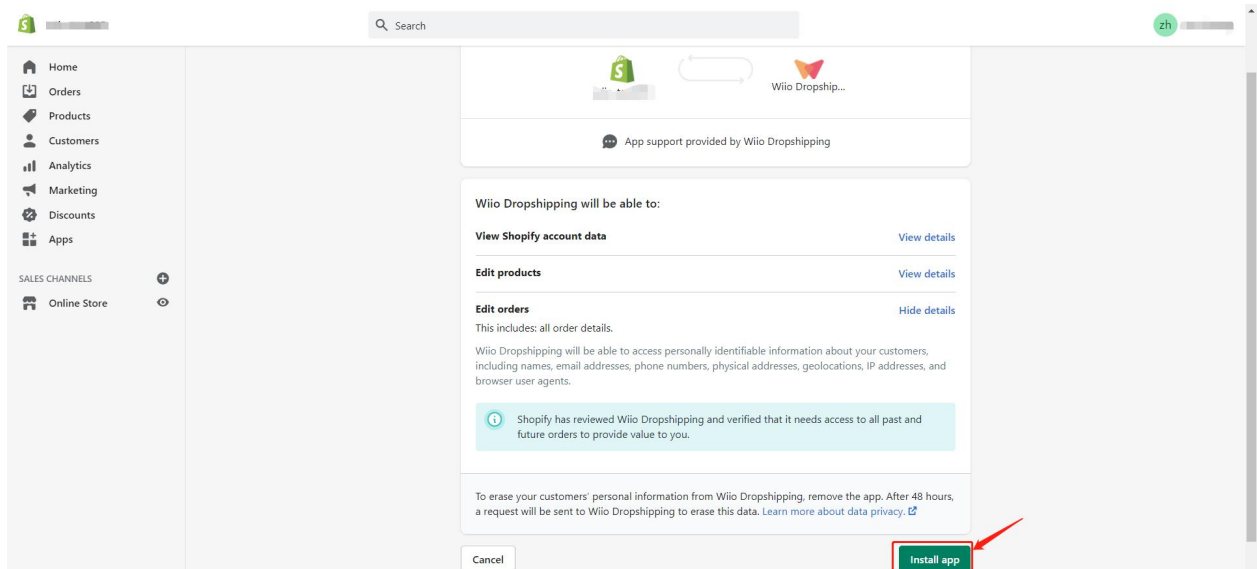 Search
zh
Home
Orders
Products
Customers
Analytics
Marketing
Discounts
Apps
SALES CHANNELS
Online Store
Wiio Dropship...
App support provided by Wiio Dropshipping
Wiio Dropshipping will be able to:
View Shopify account data
View details
Edit products
View details
Edit orders
Hide details
This includes: all order details.
Wiio Dropshipping will be able to access personally identifiable information about your customers,
including names, email addresses, phone numbers, physical addresses, geolocations, IP addresses, and
browser user agents.
Shopify has reviewed Wiio Dropshipping and verified that it needs access to all past and
future orders to provide value to you.
To erase your customers' personal information from Wiio Dropshipping, remove the app. After 48 hours,
a request will be sent to Wiio Dropshipping to erase this data. Learn more about data privacy.
Cancel
Install app